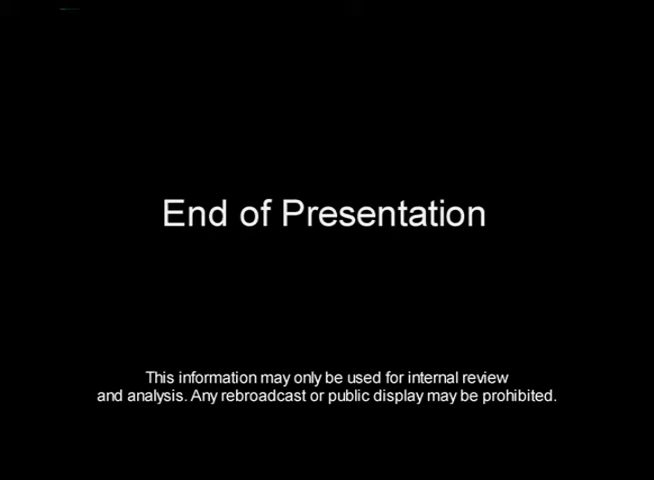 End of Presentation
This information may only be used for internal review
and analysis. Any rebroadcast or public display may be prohibited.